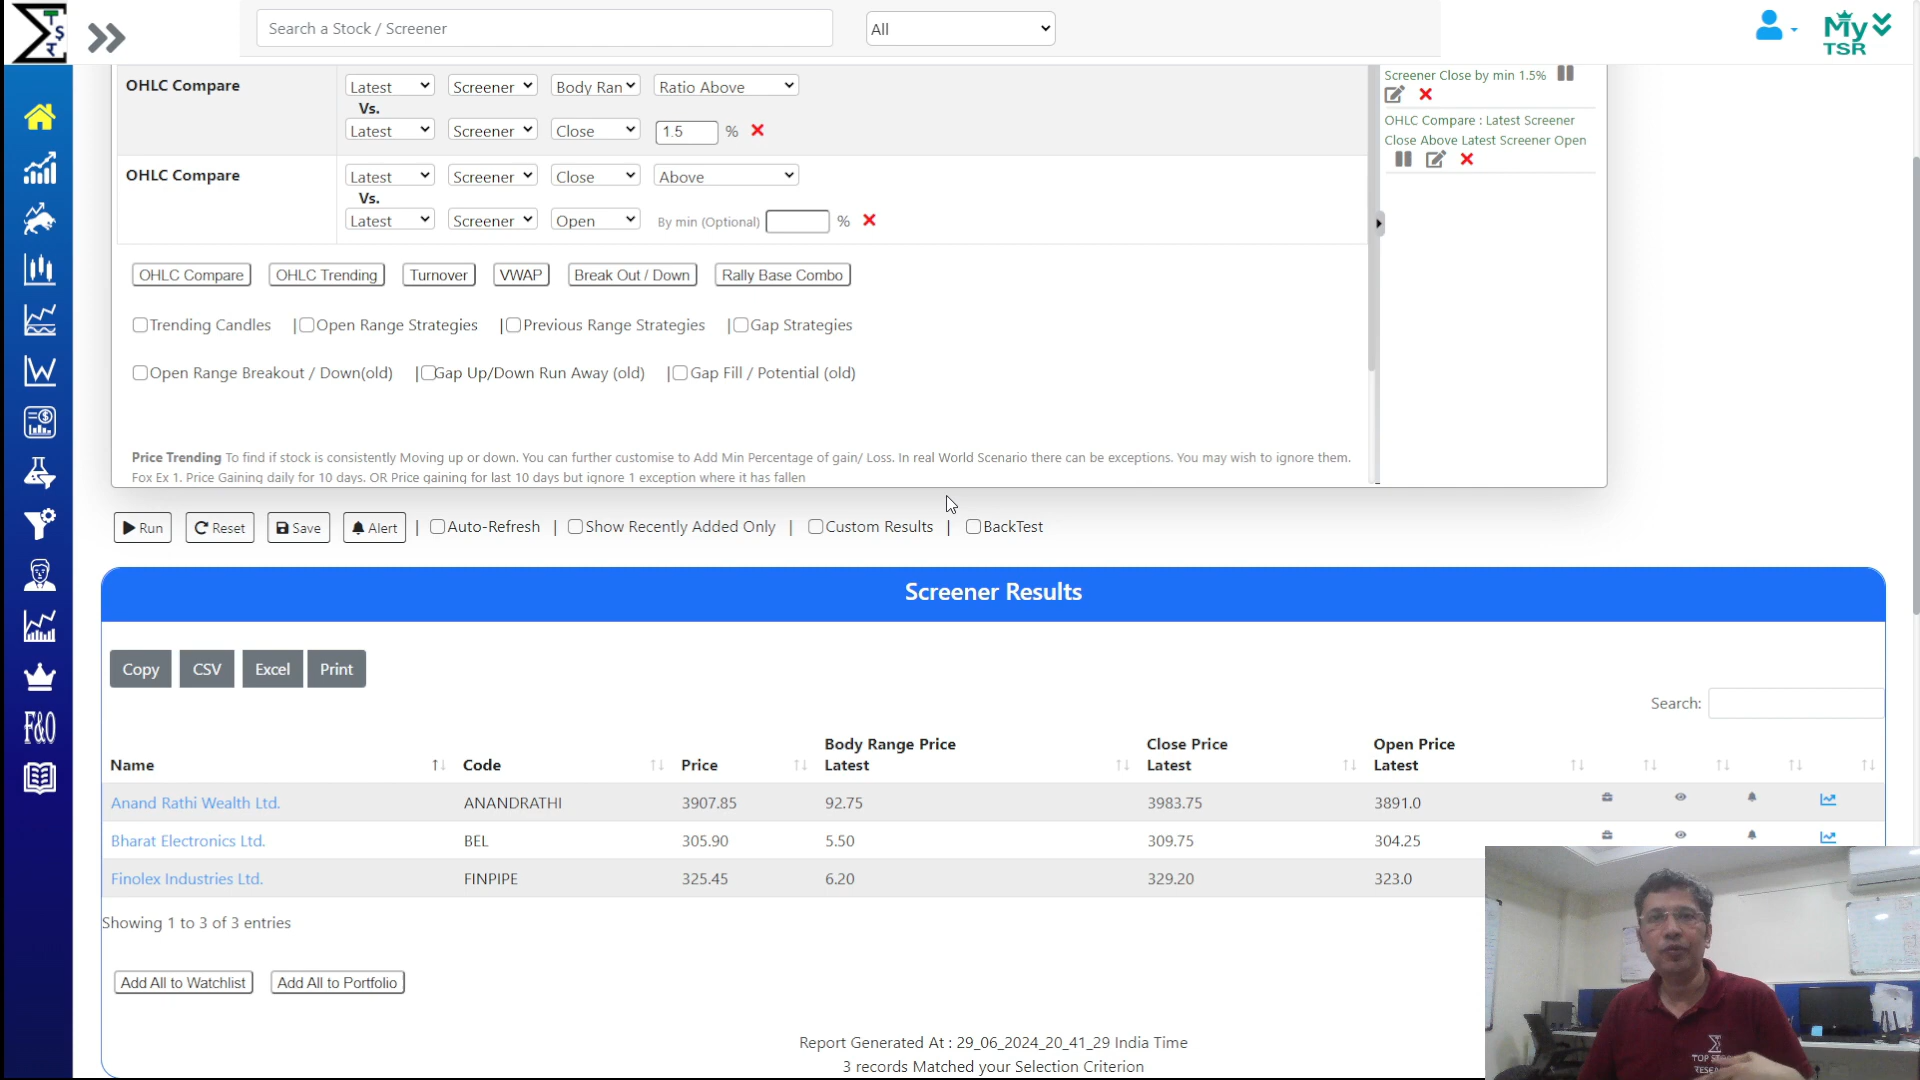 Search a Stock / Screener
All
My
TSR
OHLC Compare
Latest Screener Body Ran Ratio Above
Vs.
Latest Screener Close 1.5 %
OHLC Compare
Latest Screener Close Above
Vs.
Latest Screener Open By min (Optional) %
Screener Close by min 1.5%
OHLC Compare : Latest Screener
Close Above Latest Screener Open
OHLC Compare OHLC Trending Turnover VWAP Break Out / Down Rally Base Combo
Trending Candles | Open Range Strategies | Previous Range Strategies | Gap Strategies
Open Range Breakout / Down(old) | Gap Up/Down Run Away (old) | Gap Fill / Potential (old)
Price Trending To find if stock is consistently Moving up or down. You can further customise to Add Min Percentage of gain/ Loss. In real World Scenario there can be exceptions. You may wish to ignore them.
Fox Ex 1. Price Gaining daily for 10 days. OR Price gaining for last 10 days but ignore 1 exception where it has fallen
Run Reset Save Alert | Auto-Refresh | Show Recently Added Only | Custom Results | BackTest
Screener Results
Copy CSV Excel Print
Search:
Name Code Price Body Range Price Latest Close Price Latest Open Price Latest
Anand Rathi Wealth Ltd. ANANDRATHI 3907.85 92.75 3983.75 3891.0
Bharat Electronics Ltd. BEL 305.90 5.50 309.75 304.25
Finolex Industries Ltd. FINPIPE 325.45 6.20 329.20 323.0
Showing 1 to 3 of 3 entries
Add All to Watchlist Add All to Portfolio
Report Generated At : 29_06_2024_20_41_29 India Time
3 records Matched your Selection Criterion
F&O